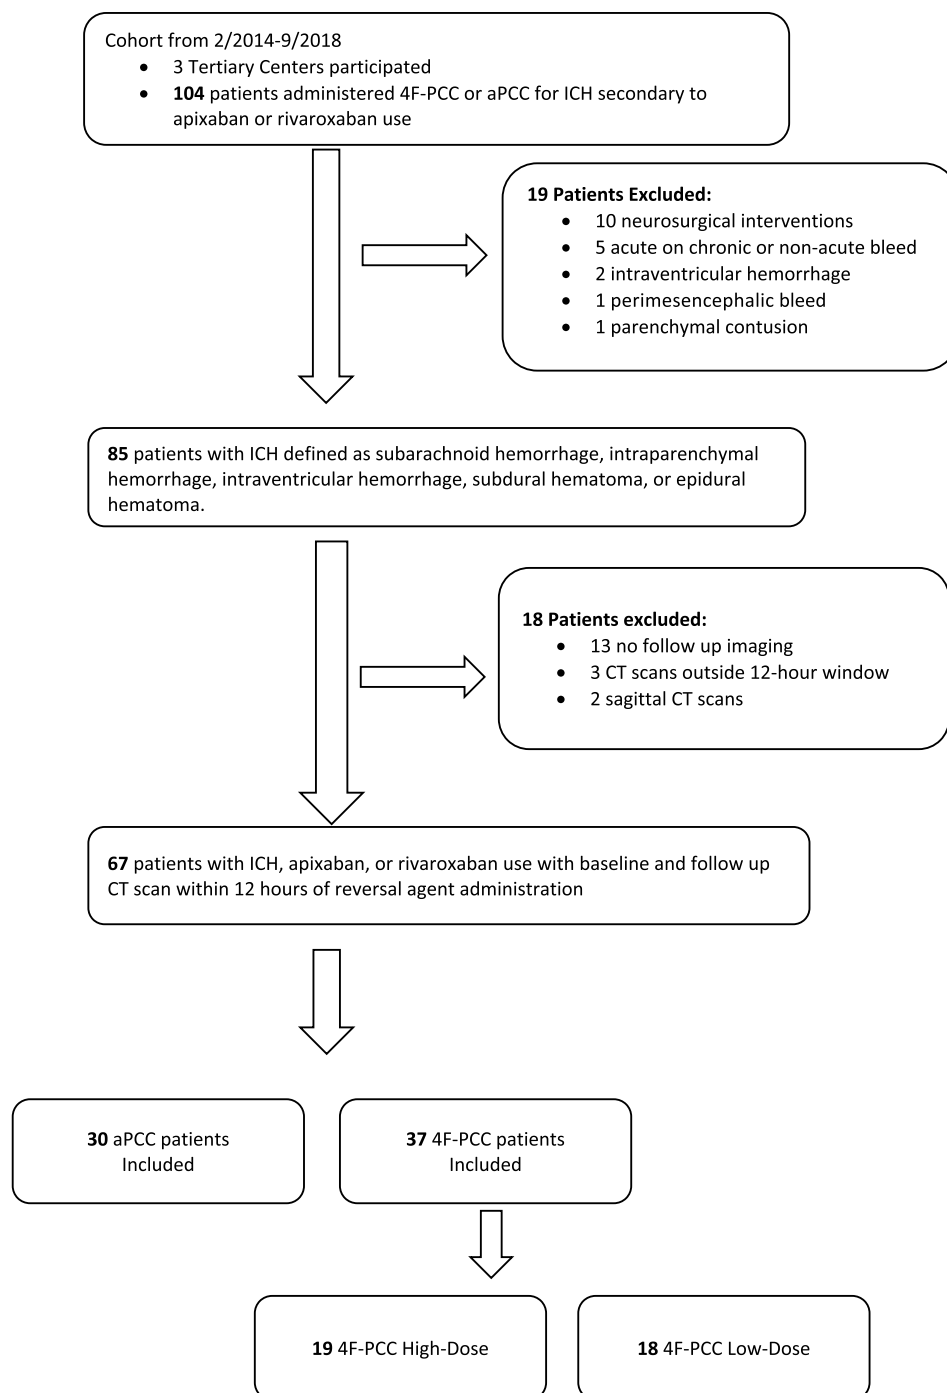 Cohort from 2/2014-9/2018
• 3 Tertiary Centers participated
• 104 patients administered 4F-PCC or aPCC for ICH secondary to
apixaban or rivaroxaban use
19 Patients Excluded:
• 10 neurosurgical interventions
• 5 acute on chronic or non-acute bleed
• 2 intraventricular hemorrhage
• 1 perimesencephalic bleed
• 1 parenchymal contusion
85 patients with ICH defined as subarachnoid hemorrhage, intraparenchymal
hemorrhage, intraventricular hemorrhage, subdural hematoma, or epidural
hematoma.
18 Patients excluded:
• 13 no follow up imaging
• 3 CT scans outside 12-hour window
• 2 sagittal CT scans
67 patients with ICH, apixaban, or rivaroxaban use with baseline and follow up
CT scan within 12 hours of reversal agent administration
30 aPCC patients
Included
37 4F-PCC patients
Included
19 4F-PCC High-Dose
18 4F-PCC Low-Dose